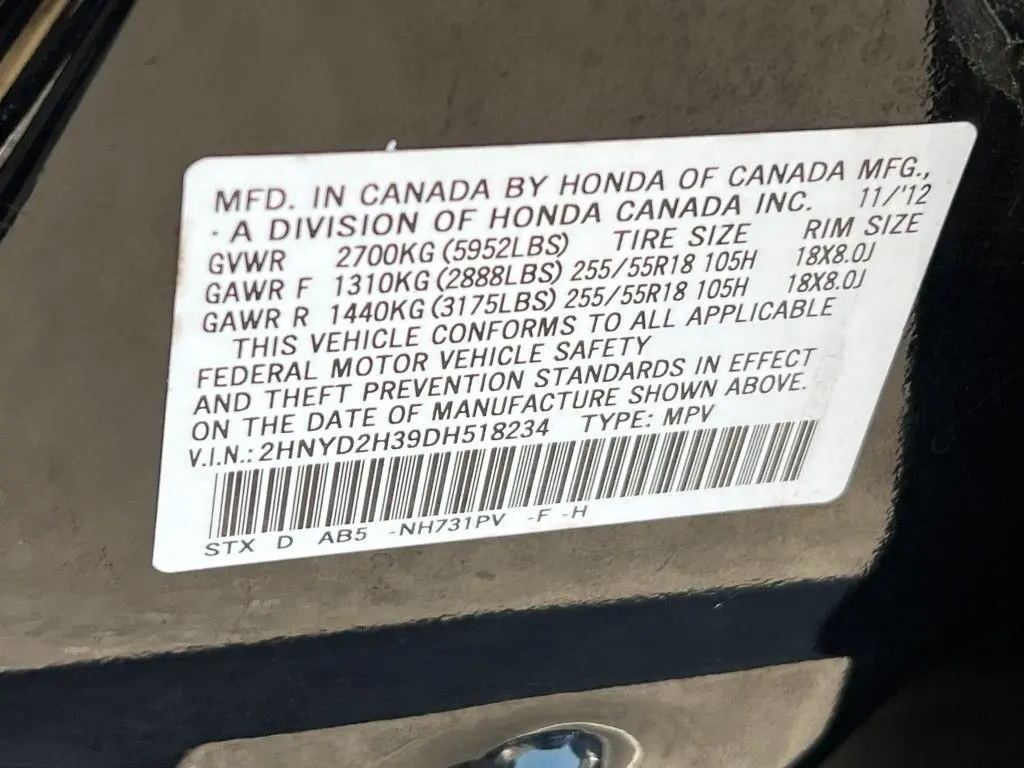 MFD. IN CANADA BY HONDA OF CANADA MFG.,
- A DIVISION OF HONDA CANADA INC. 11/'12
GVWR 2700KG (5952LBS) TIRE SIZE RIM SIZE
GAWR F 1310KG (2888LBS) 255/55R18 105H 18X8.0J
GAWR R 1440KG (3175LBS) 255/55R18 105H 18X8.0J
THIS VEHICLE CONFORMS TO ALL APPLICABLE
FEDERAL MOTOR VEHICLE SAFETY
AND THEFT PREVENTION STANDARDS IN EFFECT
ON THE DATE OF MANUFACTURE SHOWN ABOVE.
V.I.N.: 2HNYD2H39DH518234 TYPE: MPV
STX D AB5 -NH731PV -F -H